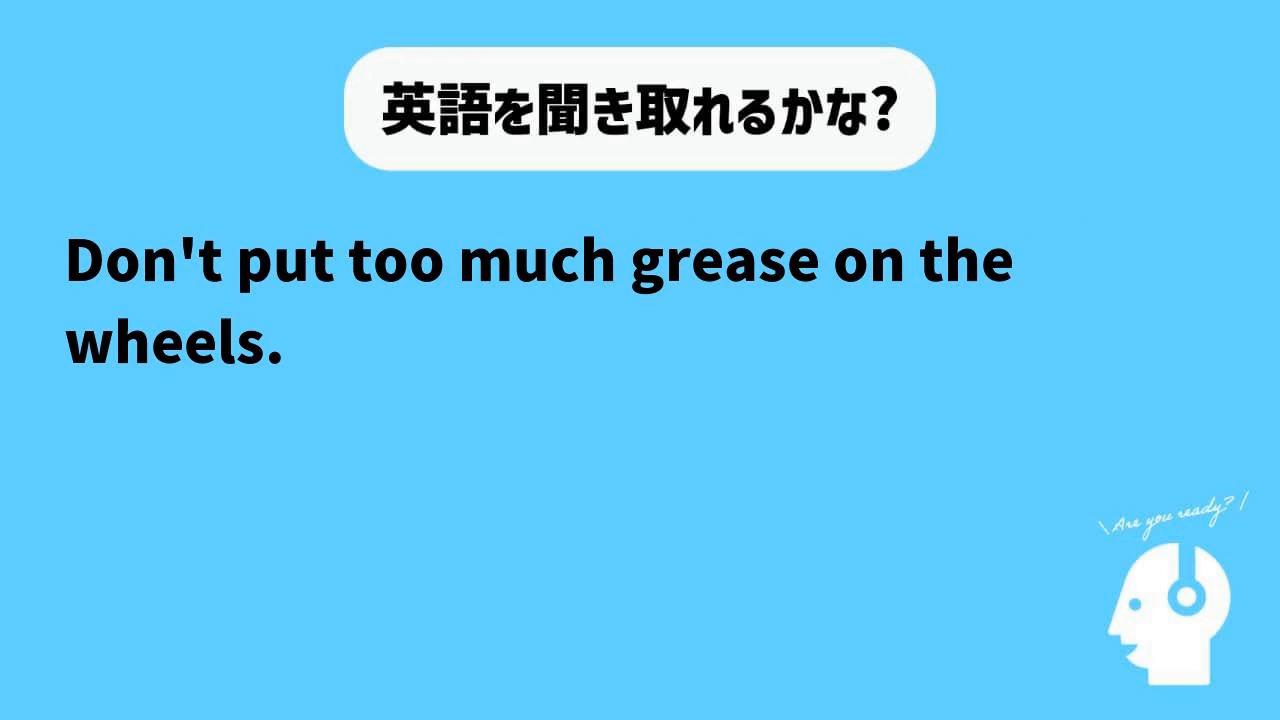 英語を聞き取れるかな?
Don't put too much grease on the
wheels.
\ Are you ready? /